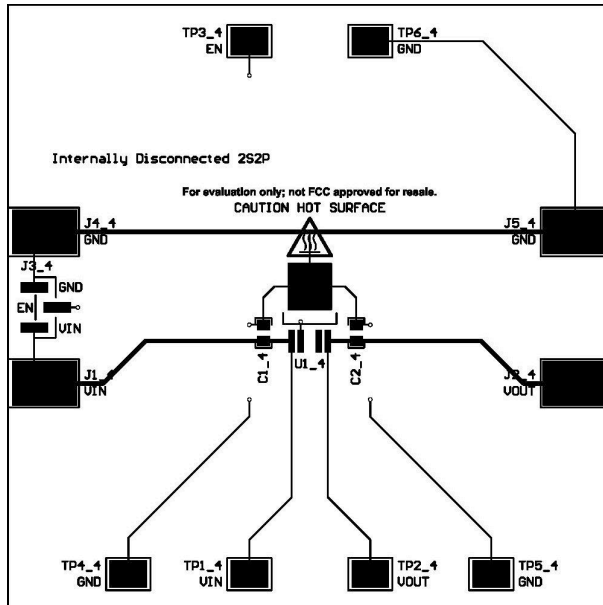 TP3_4
EN
TP6_4
GND
Internally Disconnected 2S2P
For evaluation only; not FCC approved for resale.
CAUTION HOT SURFACE
J4_4
GND
J5_4
GND
J3_4
GND
EN
VIN
J1_4
VIN
C1_4
U1_4
C2_4
J2_4
VOUT
TP4_4
GND
TP1_4
VIN
TP2_4
VOUT
TP5_4
GND